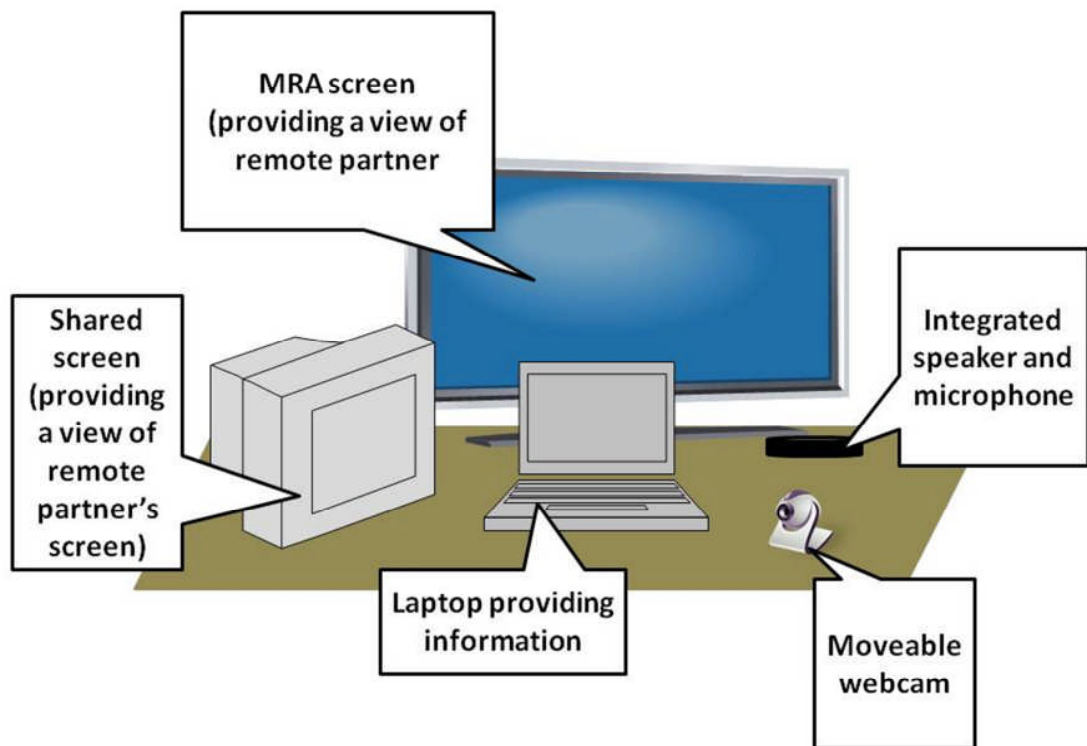 MRA screen
(providing a view of
remote partner
Shared
screen
(providing
a view of
remote
partner's
screen)
Integrated
speaker and
microphone
Laptop providing
information
Moveable
webcam